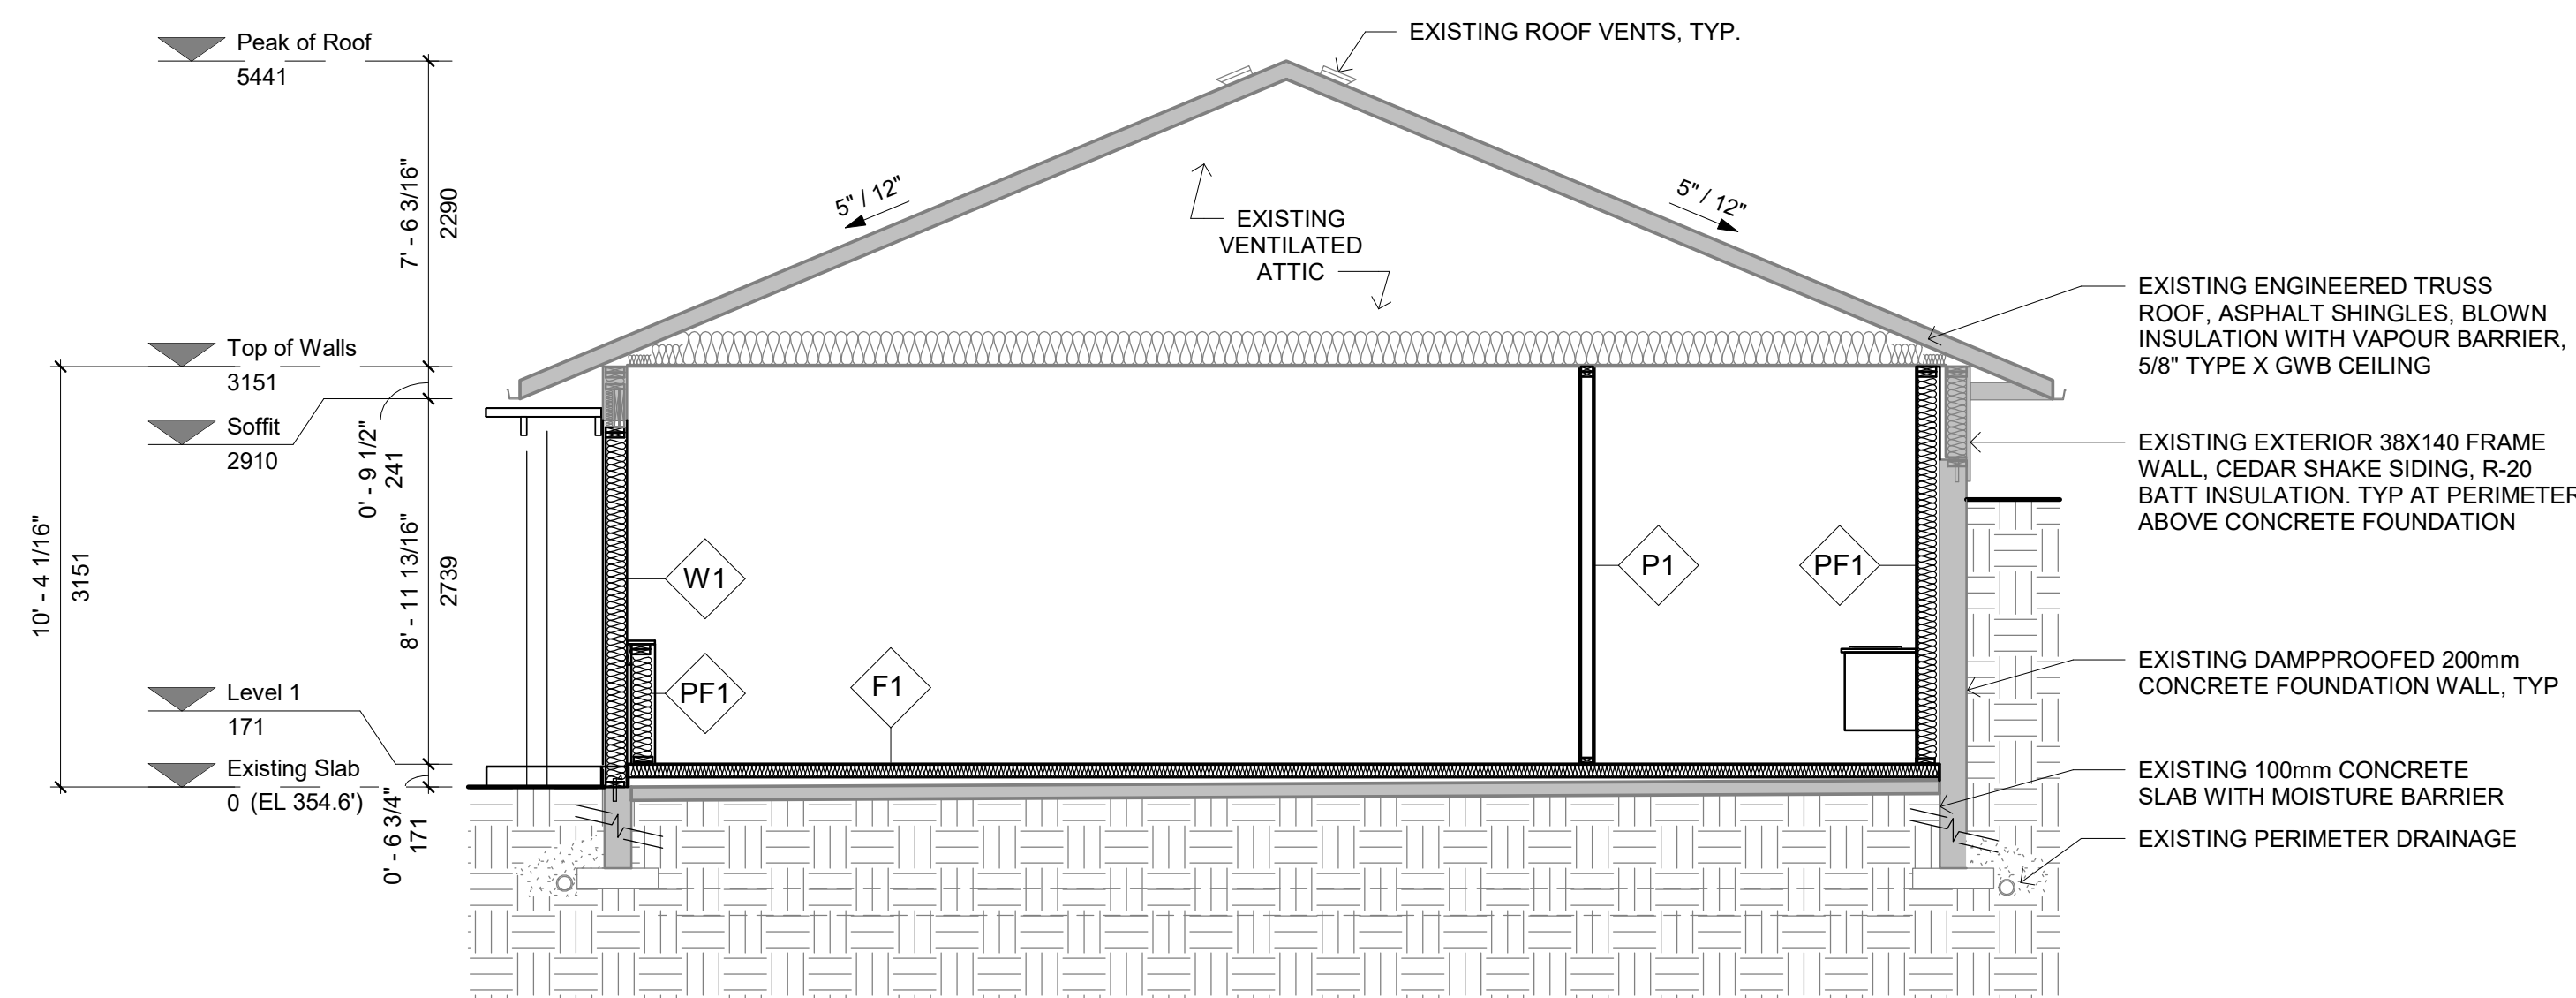 EXISTING ROOF VENTS, TYP.
Peak of Roof
5441
7' - 6 3/16"
2290
5" / 12"
5" / 12"
EXISTING
VENTILATED
ATTIC
EXISTING ENGINEERED TRUSS
ROOF, ASPHALT SHINGLES, BLOWN
INSULATION WITH VAPOUR BARRIER,
5/8" TYPE X GWB CEILING
Top of Walls
3151
Soffit
2910
0' - 9 1/2"
241
EXISTING EXTERIOR 38X140 FRAME
WALL, CEDAR SHAKE SIDING, R-20
BATT INSULATION. TYP AT PERIMETER
ABOVE CONCRETE FOUNDATION
10' - 4 1/16"
3151
8' - 11 13/16"
2739
W1
P1
PF1
PF1
F1
EXISTING DAMPPROOFED 200mm
CONCRETE FOUNDATION WALL, TYP
Level 1
171
Existing Slab
0 (EL 354.6')
0' - 6 3/4"
171
EXISTING 100mm CONCRETE
SLAB WITH MOISTURE BARRIER
EXISTING PERIMETER DRAINAGE